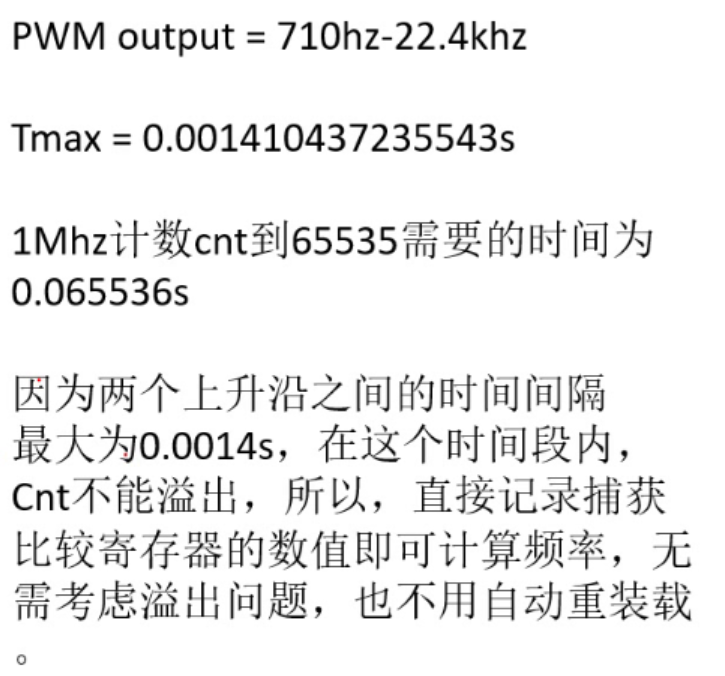 PWM output = 710hz-22.4khz
Tmax = 0.001410437235543s
1Mhz计数cnt到65535需要的时间为
0.065536s
因为两个上升沿之间的时间间隔
最大为0.0014s，在这个时间段内，
Cnt不能溢出，所以，直接记录捕获
比较寄存器的数值即可计算频率，无
需考虑溢出问题，也不用自动重装载
。